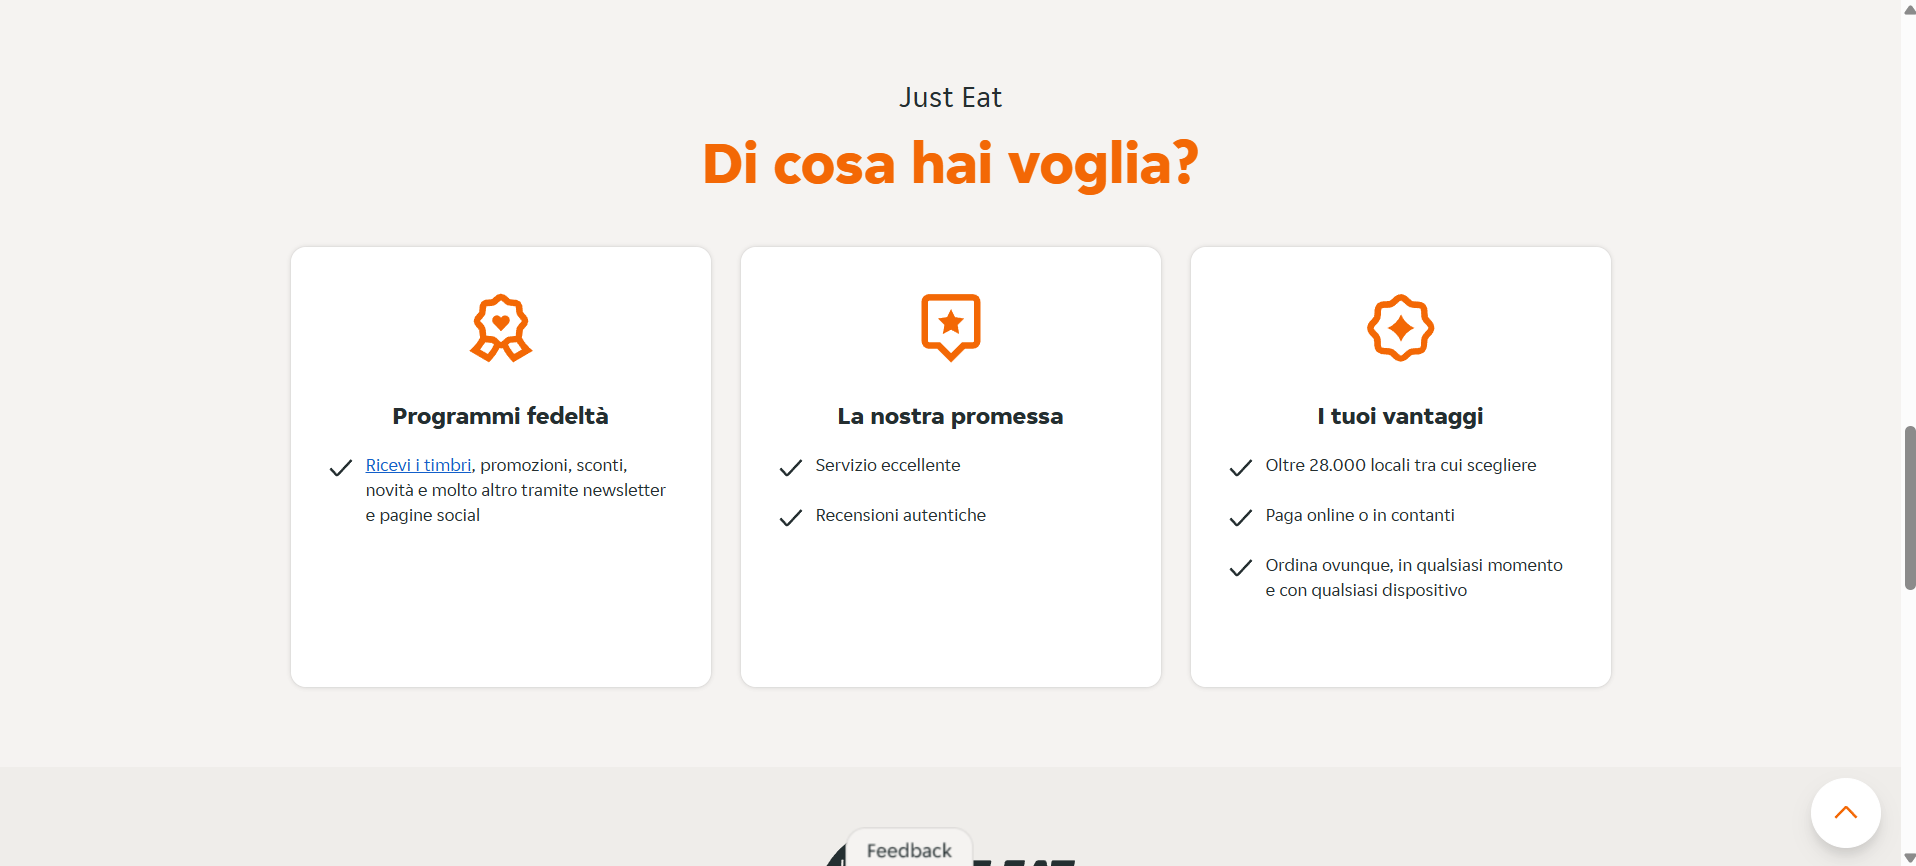 Just Eat
Di cosa hai voglia?
Programmi fedeltà
Ricevi i timbri, promozioni, sconti,
novità e molto altro tramite newsletter
e pagine social
La nostra promessa
Servizio eccellente
Recensioni autentiche
I tuoi vantaggi
Oltre 28.000 locali tra cui scegliere
Paga online o in contanti
Ordina ovunque, in qualsiasi momento
e con qualsiasi dispositivo
Feedback